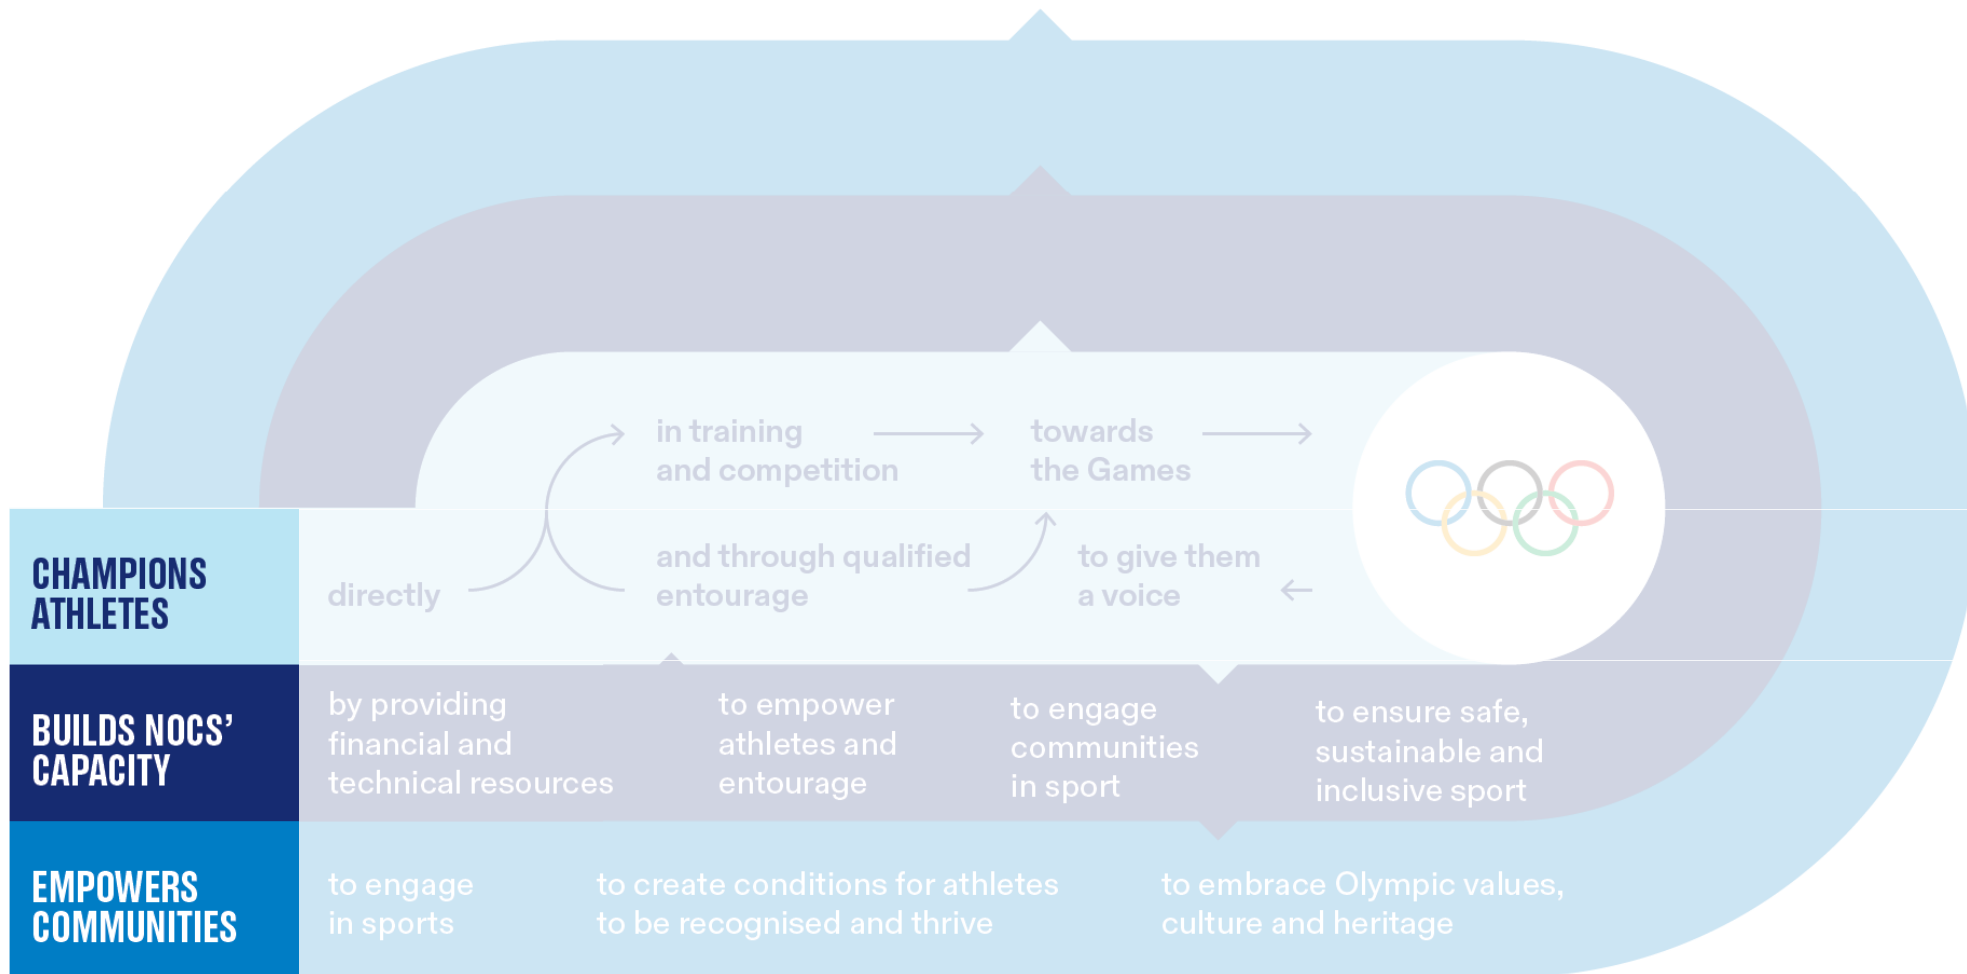 CHAMPIONS
ATHLETES
directly
in training
and competition
towards
the Games
and through qualified
entourage
to give them
a voice
BUILDS NOCS’
CAPACITY
by providing
financial and
technical resources
to empower
athletes and
entourage
to engage
communities
in sport
to ensure safe,
sustainable and
inclusive sport
EMPOWERS
COMMUNITIES
to engage
in sports
to create conditions for athletes
to be recognised and thrive
to embrace Olympic values,
culture and heritage